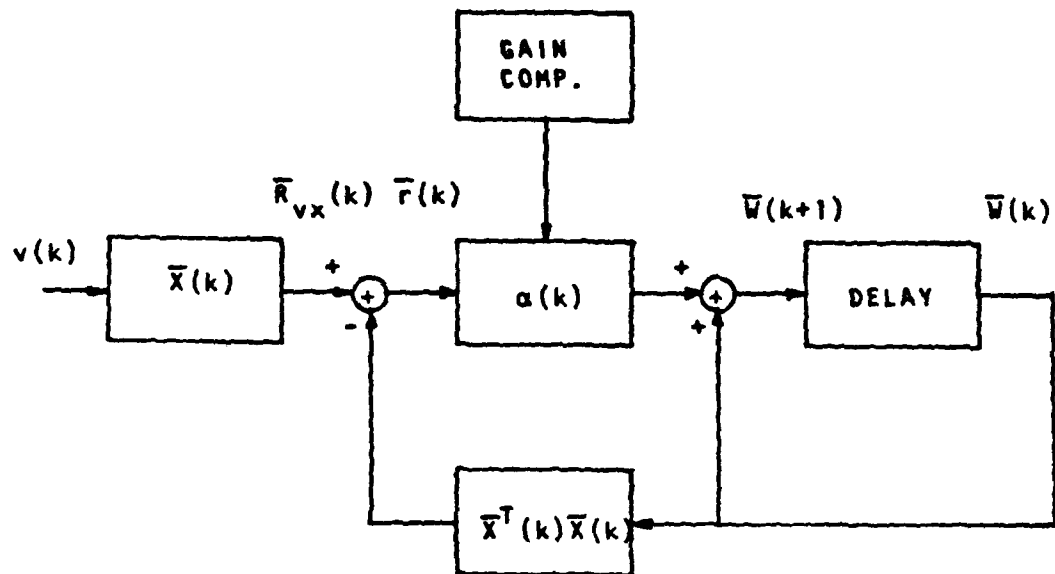 GAIN
COMP.
R̅vx(k) r̅(k)
W̅(k+1)
W̅(k)
v(k)
X̅(k)
+
+
-
α(k)
+
+
+
DELAY
X̅ᵀ(k)X̅(k)